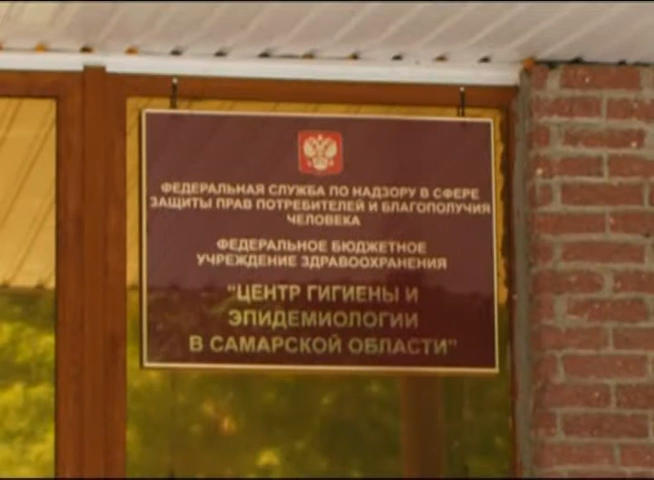 ФЕДЕРАЛЬНАЯ СЛУЖБА ПО НАДЗОРУ В СФЕРЕ
ЗАЩИТЫ ПРАВ ПОТРЕБИТЕЛЕЙ И БЛАГОПОЛУЧИЯ
ЧЕЛОВЕКА
ФЕДЕРАЛЬНОЕ БЮДЖЕТНОЕ
УЧРЕЖДЕНИЕ ЗДРАВООХРАНЕНИЯ
"ЦЕНТР ГИГИЕНЫ И
ЭПИДЕМИОЛОГИИ
В САМАРСКОЙ ОБЛАСТИ"